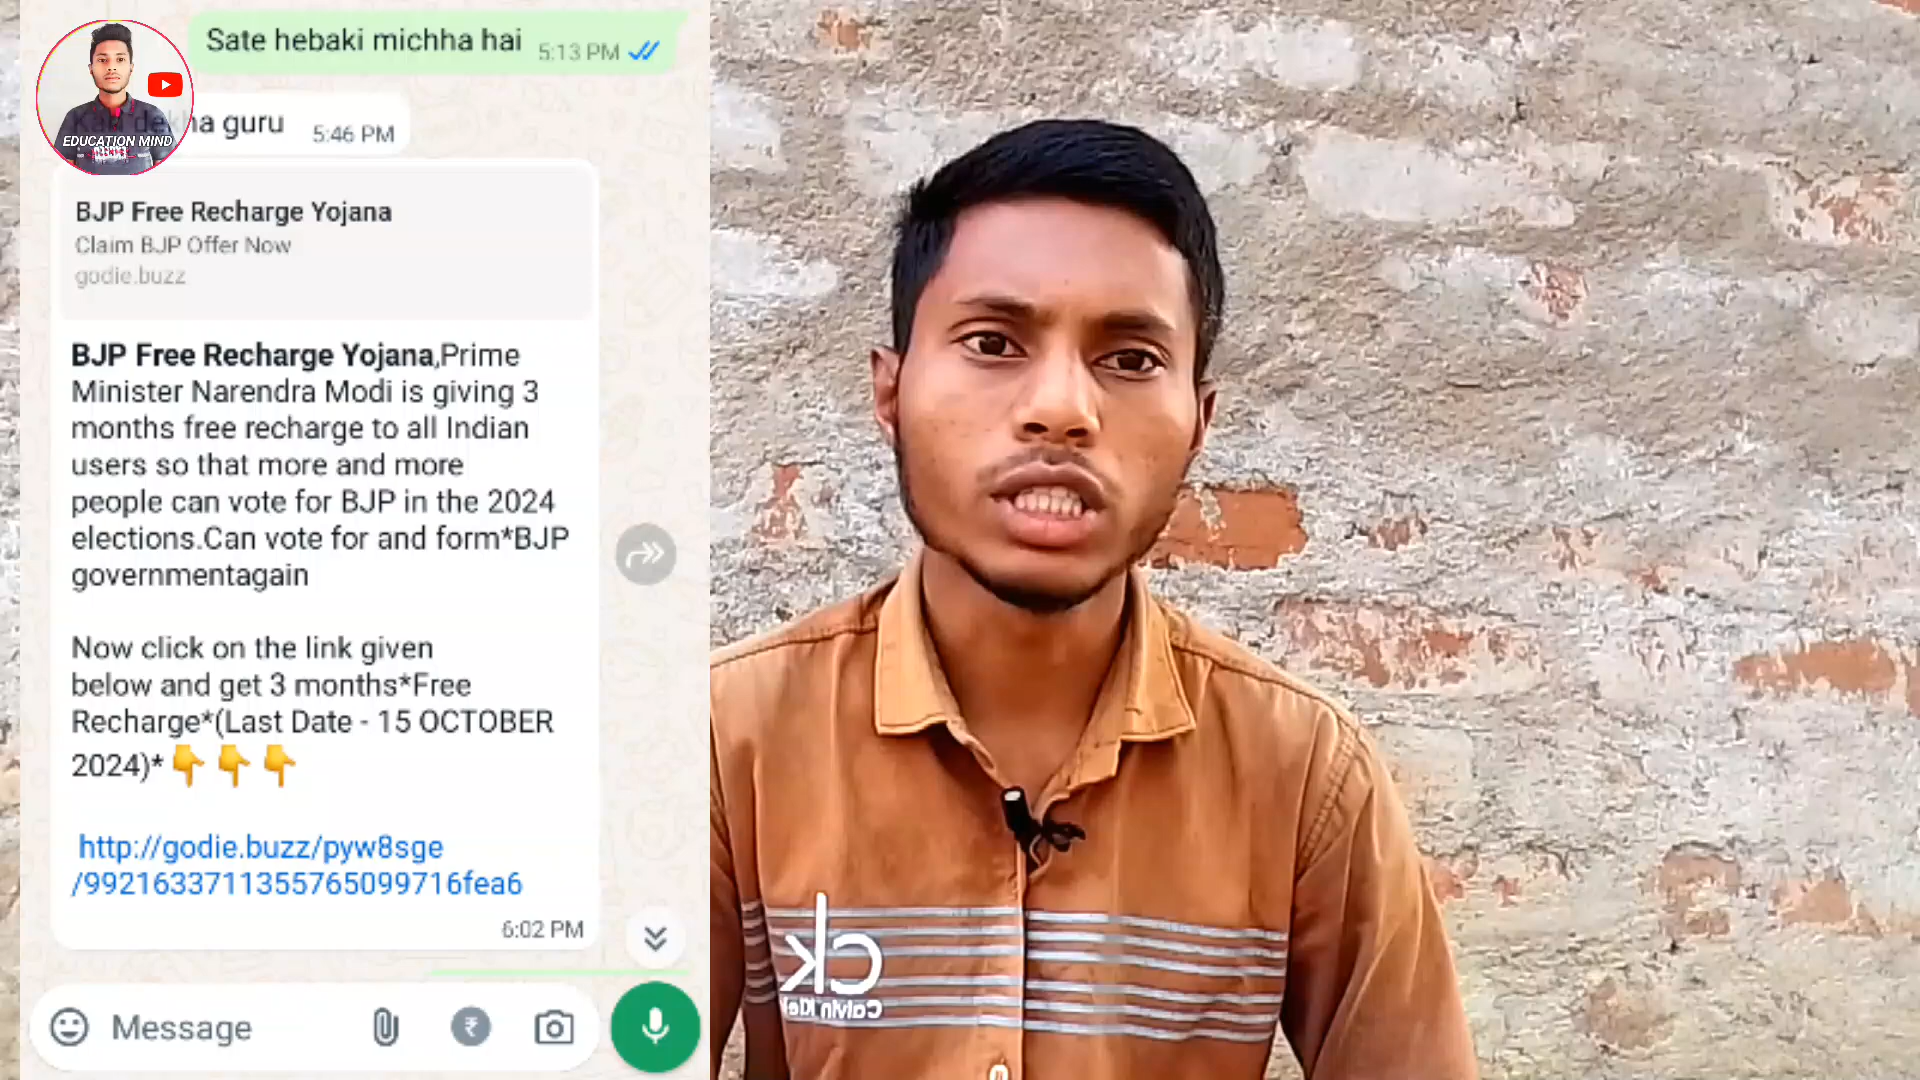 Sate hebaki michha hai 5:13 PM
dekha guru 5:46 PM
EDUCATION MIND
BJP Free Recharge Yojana
Claim BJP Offer Now
godie.buzz
BJP Free Recharge Yojana,Prime
Minister Narendra Modi is giving 3
months free recharge to all Indian
users so that more and more
people can vote for BJP in the 2024
elections.Can vote for and form*BJP
governmentagain
Now click on the link given
below and get 3 months*Free
Recharge*(Last Date - 15 OCTOBER
2024)*👇👇👇
http://godie.buzz/pyw8sge
/99216337113557650997​16fea6
6:02 PM
Message
ck
Calvin Klei